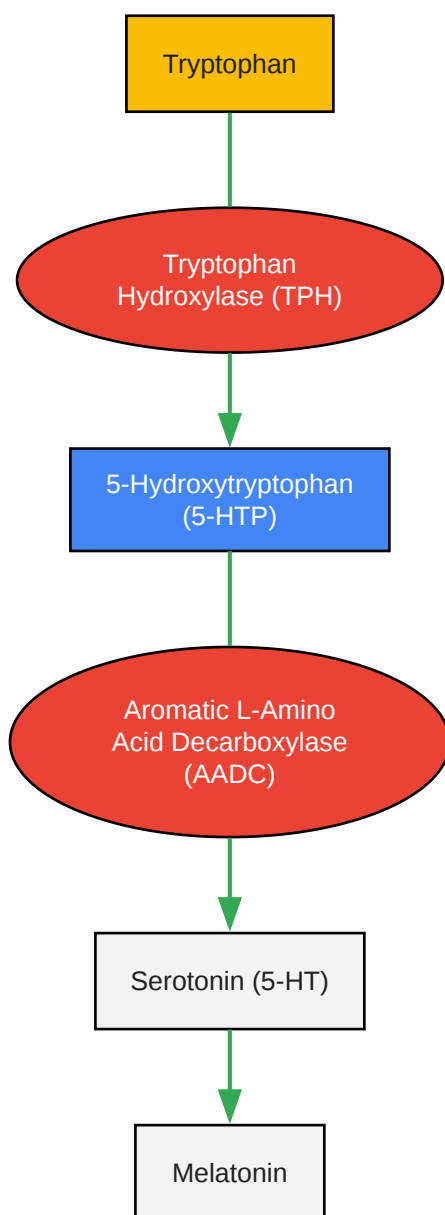 Tryptophan
Tryptophan
Hydroxylase (TPH)
5-Hydroxytryptophan
(5-HTP)
Aromatic L-Amino
Acid Decarboxylase
(AADC)
Serotonin (5-HT)
Melatonin